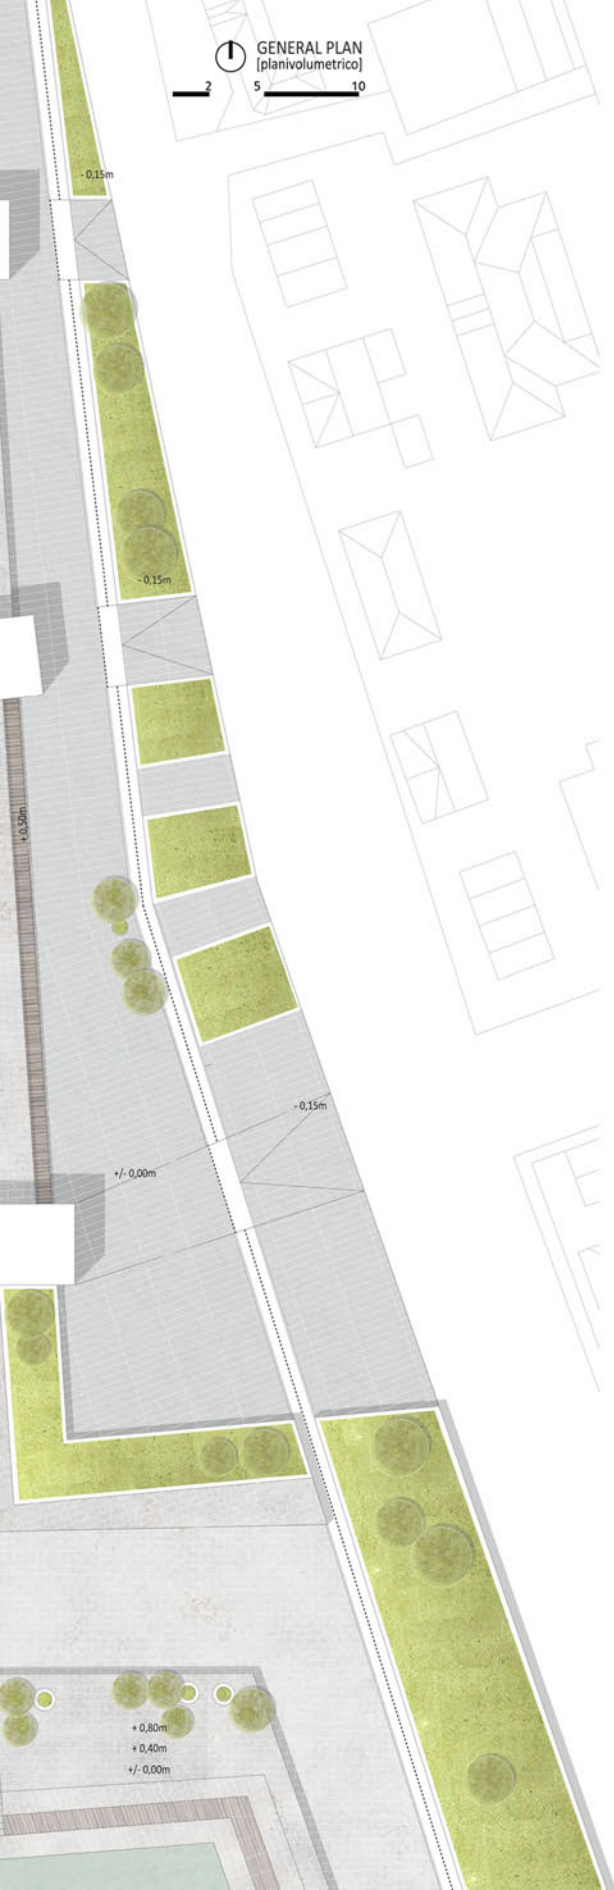 GENERAL PLAN
[planivolumetrico]
2 5 10
- 0,15m
- 0,15m
+ 0,50m
- 0,15m
+/- 0,00m
+ 0,80m
+ 0,40m
+/- 0,00m